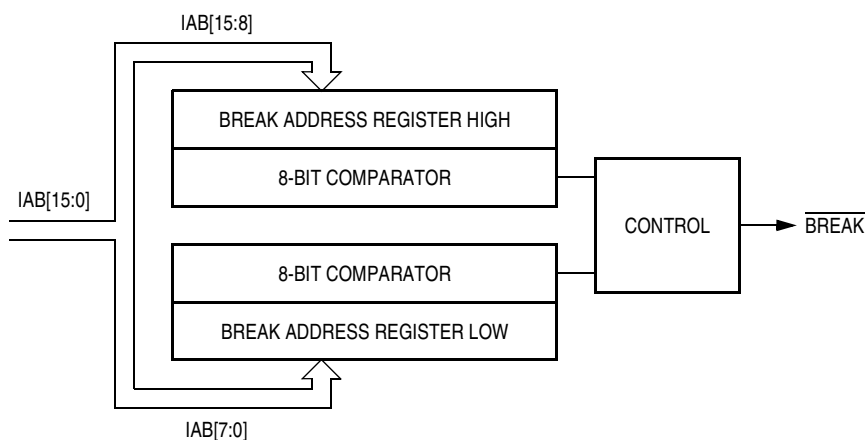 IAB[15:8]
BREAK ADDRESS REGISTER HIGH
8-BIT COMPARATOR
IAB[15:0]
CONTROL
BREAK
8-BIT COMPARATOR
BREAK ADDRESS REGISTER LOW
IAB[7:0]